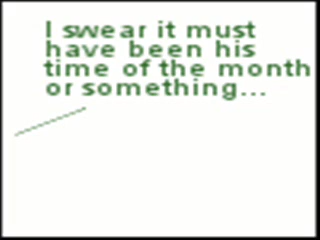 I swear it must
have been his
time of the month
or something...